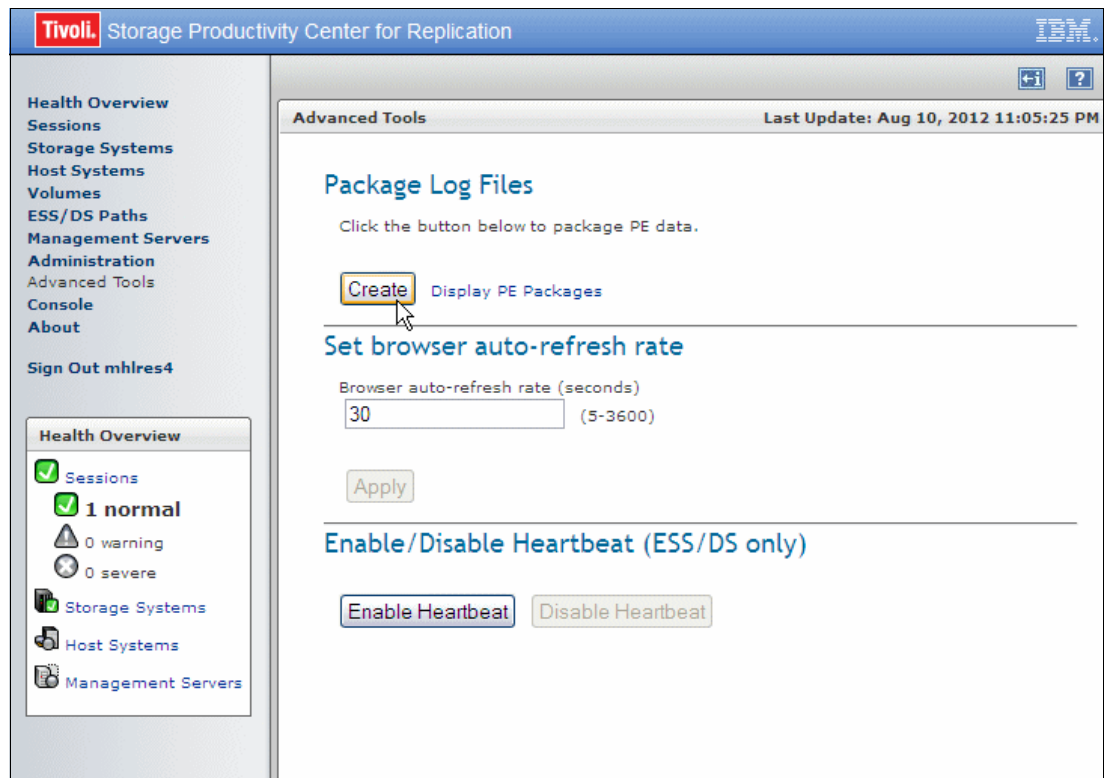 Tivoli. Storage Productivity Center for Replication
IBM.
Health Overview
Sessions
Storage Systems
Host Systems
Volumes
ESS/DS Paths
Management Servers
Administration
Advanced Tools
Console
About
Sign Out mhlres4
Health Overview
Sessions
1 normal
0 warning
0 severe
Storage Systems
Host Systems
Management Servers
i ?
Advanced Tools Last Update: Aug 10, 2012 11:05:25 PM
Package Log Files
Click the button below to package PE data.
Create Display PE Packages
Set browser auto-refresh rate
Browser auto-refresh rate (seconds)
30 (5-3600)
Apply
Enable/Disable Heartbeat (ESS/DS only)
Enable Heartbeat Disable Heartbeat